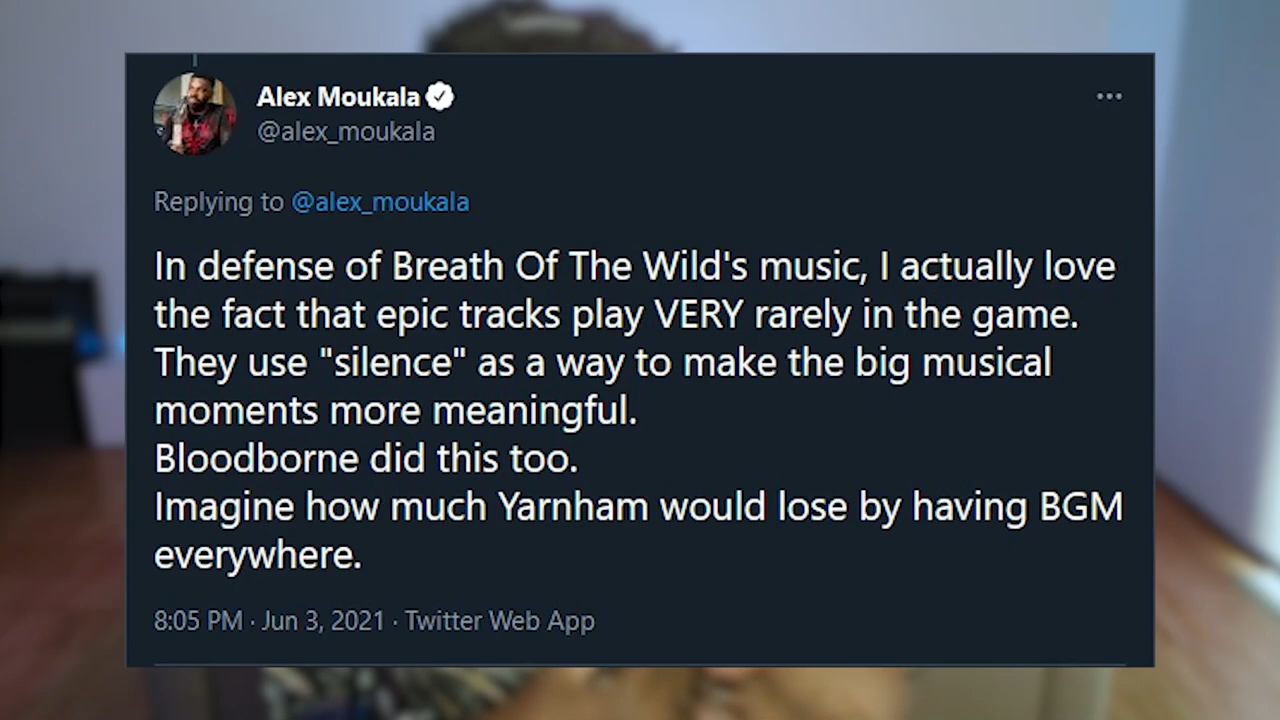 Alex Moukala
@alex_moukala
Replying to @alex_moukala
In defense of Breath Of The Wild's music, I actually love
the fact that epic tracks play VERY rarely in the game.
They use "silence" as a way to make the big musical
moments more meaningful.
Bloodborne did this too.
Imagine how much Yarnham would lose by having BGM
everywhere.
8:05 PM · Jun 3, 2021 · Twitter Web App